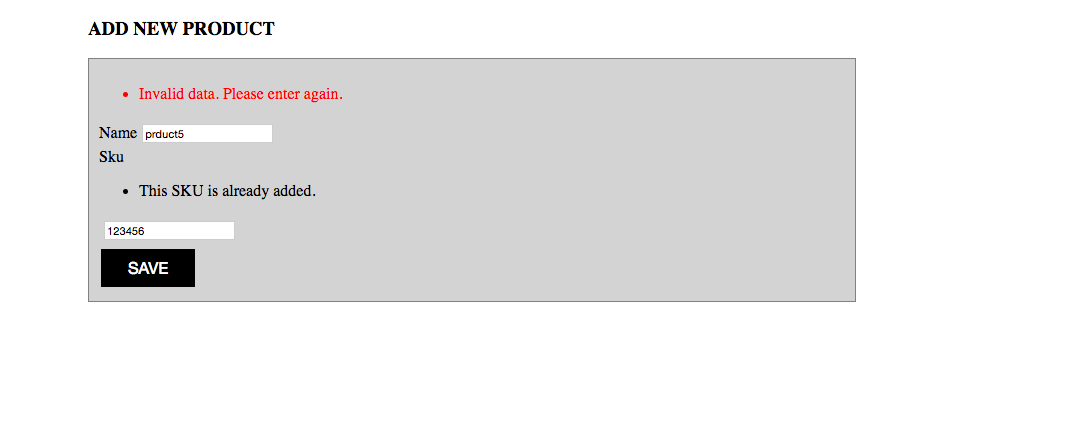 ADD NEW PRODUCT
Invalid data. Please enter again.
Name prduct5
Sku
This SKU is already added.
123456
SAVE